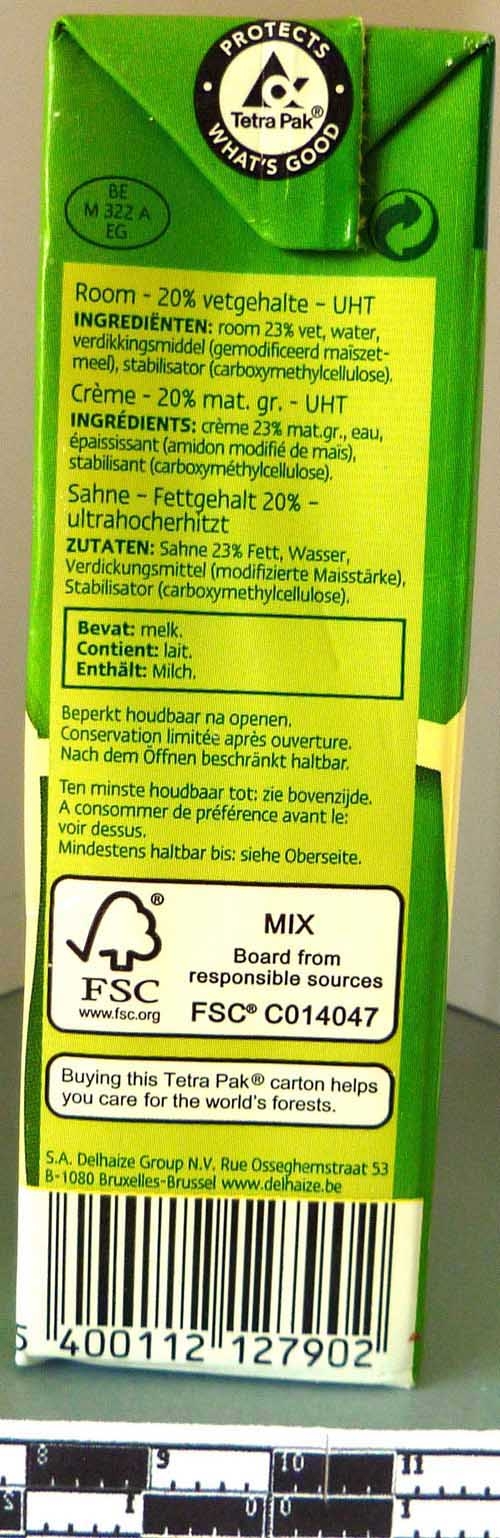 PROTECTS
Tetra Pak®
WHAT'S GOOD
BE
M 322 A
EG
Room - 20% vetgehalte - UHT
INGREDIËNTEN: room 23% vet, water,
verdikkingsmiddel (gemodificeerd maïszet-
meel), stabilisator (carboxymethylcellulose).
Crème - 20% mat. gr. - UHT
INGRÉDIENTS: crème 23% mat.gr., eau,
épaississant (amidon modifié de maïs),
stabilisant (carboxyméthylcellulose).
Sahne - Fettgehalt 20% -
ultrahocherhitzt
ZUTATEN: Sahne 23% Fett, Wasser,
Verdickungsmittel (modifizierte Maisstärke),
Stabilisator (carboxymethylcellulose).
Bevat: melk.
Contient: lait.
Enthält: Milch.
Beperkt houdbaar na openen.
Conservation limitée après ouverture.
Nach dem Öffnen beschränkt haltbar.
Ten minste houdbaar tot: zie bovenzijde.
A consommer de préférence avant le:
voir dessus.
Mindestens haltbar bis: siehe Oberseite.
®
MIX
Board from
responsible sources
FSC
www.fsc.org
FSC® C014047
Buying this Tetra Pak® carton helps
you care for the world's forests.
S.A. Delhaize Group N.V. Rue Osseghemstraat 53
B-1080 Bruxelles-Brussel www.delhaize.be
5 400112 127902
8 9 10 11
1 0 0 1